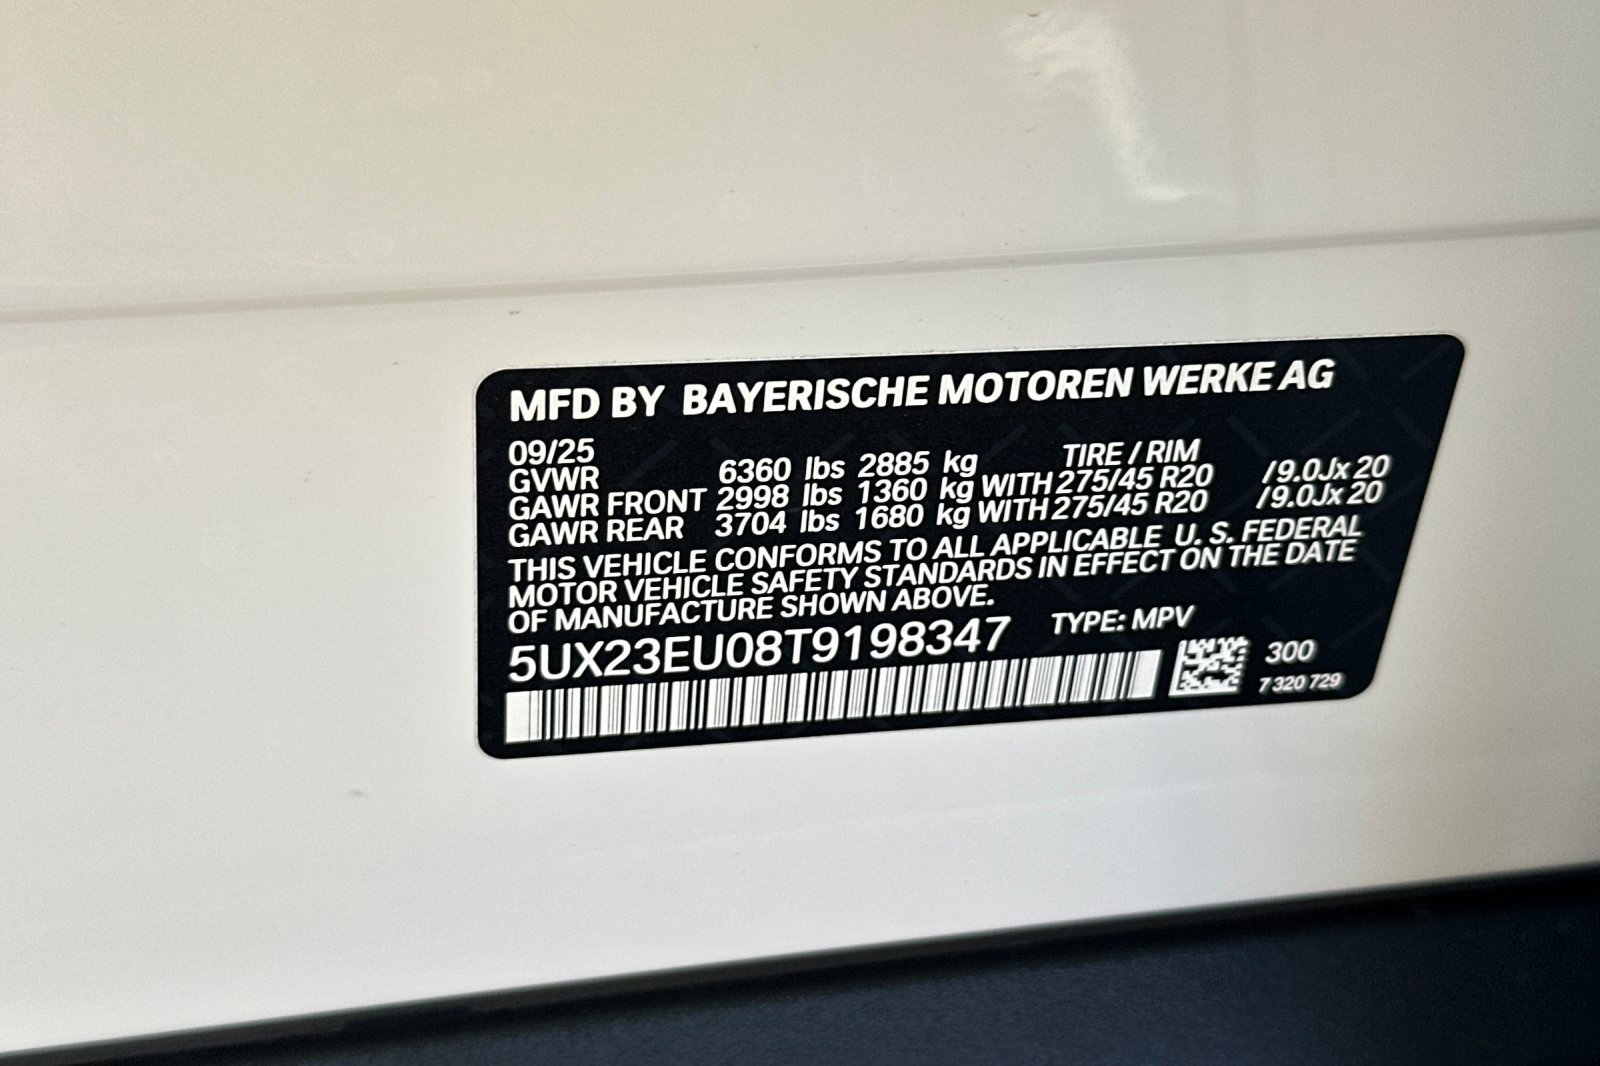 MFD BY BAYERISCHE MOTOREN WERKE AG
09/25 TIRE / RIM
GVWR 6360 lbs 2885 kg
GAWR FRONT 2998 lbs 1360 kg WITH 275/45 R20 /9.0Jx 20
GAWR REAR 3704 lbs 1680 kg WITH 275/45 R20 /9.0Jx 20
THIS VEHICLE CONFORMS TO ALL APPLICABLE U. S. FEDERAL
MOTOR VEHICLE SAFETY STANDARDS IN EFFECT ON THE DATE
OF MANUFACTURE SHOWN ABOVE.
5UX23EU08T9198347 TYPE: MPV
300
7 320 729